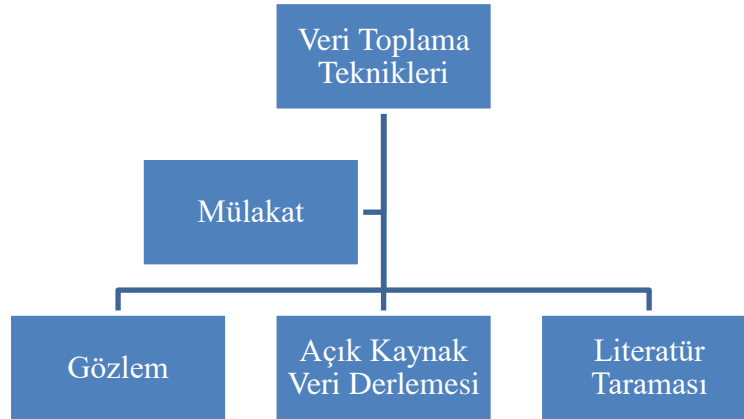 Veri Toplama
Teknikleri
Mülakat
Gözlem
Açık Kaynak
Veri Derlemesi
Literatür
Taraması